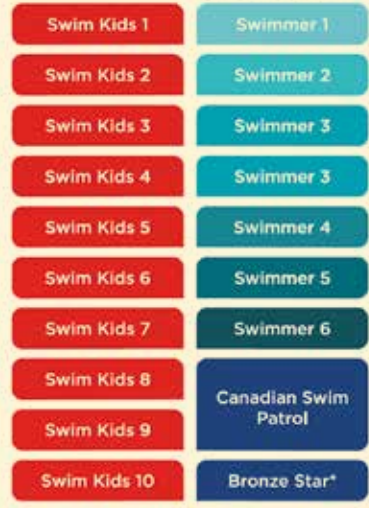 Swim Kids 1 Swimmer 1
Swim Kids 2 Swimmer 2
Swim Kids 3 Swimmer 3
Swim Kids 4 Swimmer 3
Swim Kids 5 Swimmer 4
Swim Kids 6 Swimmer 5
Swim Kids 7 Swimmer 6
Swim Kids 8
Canadian Swim
Patrol
Swim Kids 9
Swim Kids 10 Bronze Star*